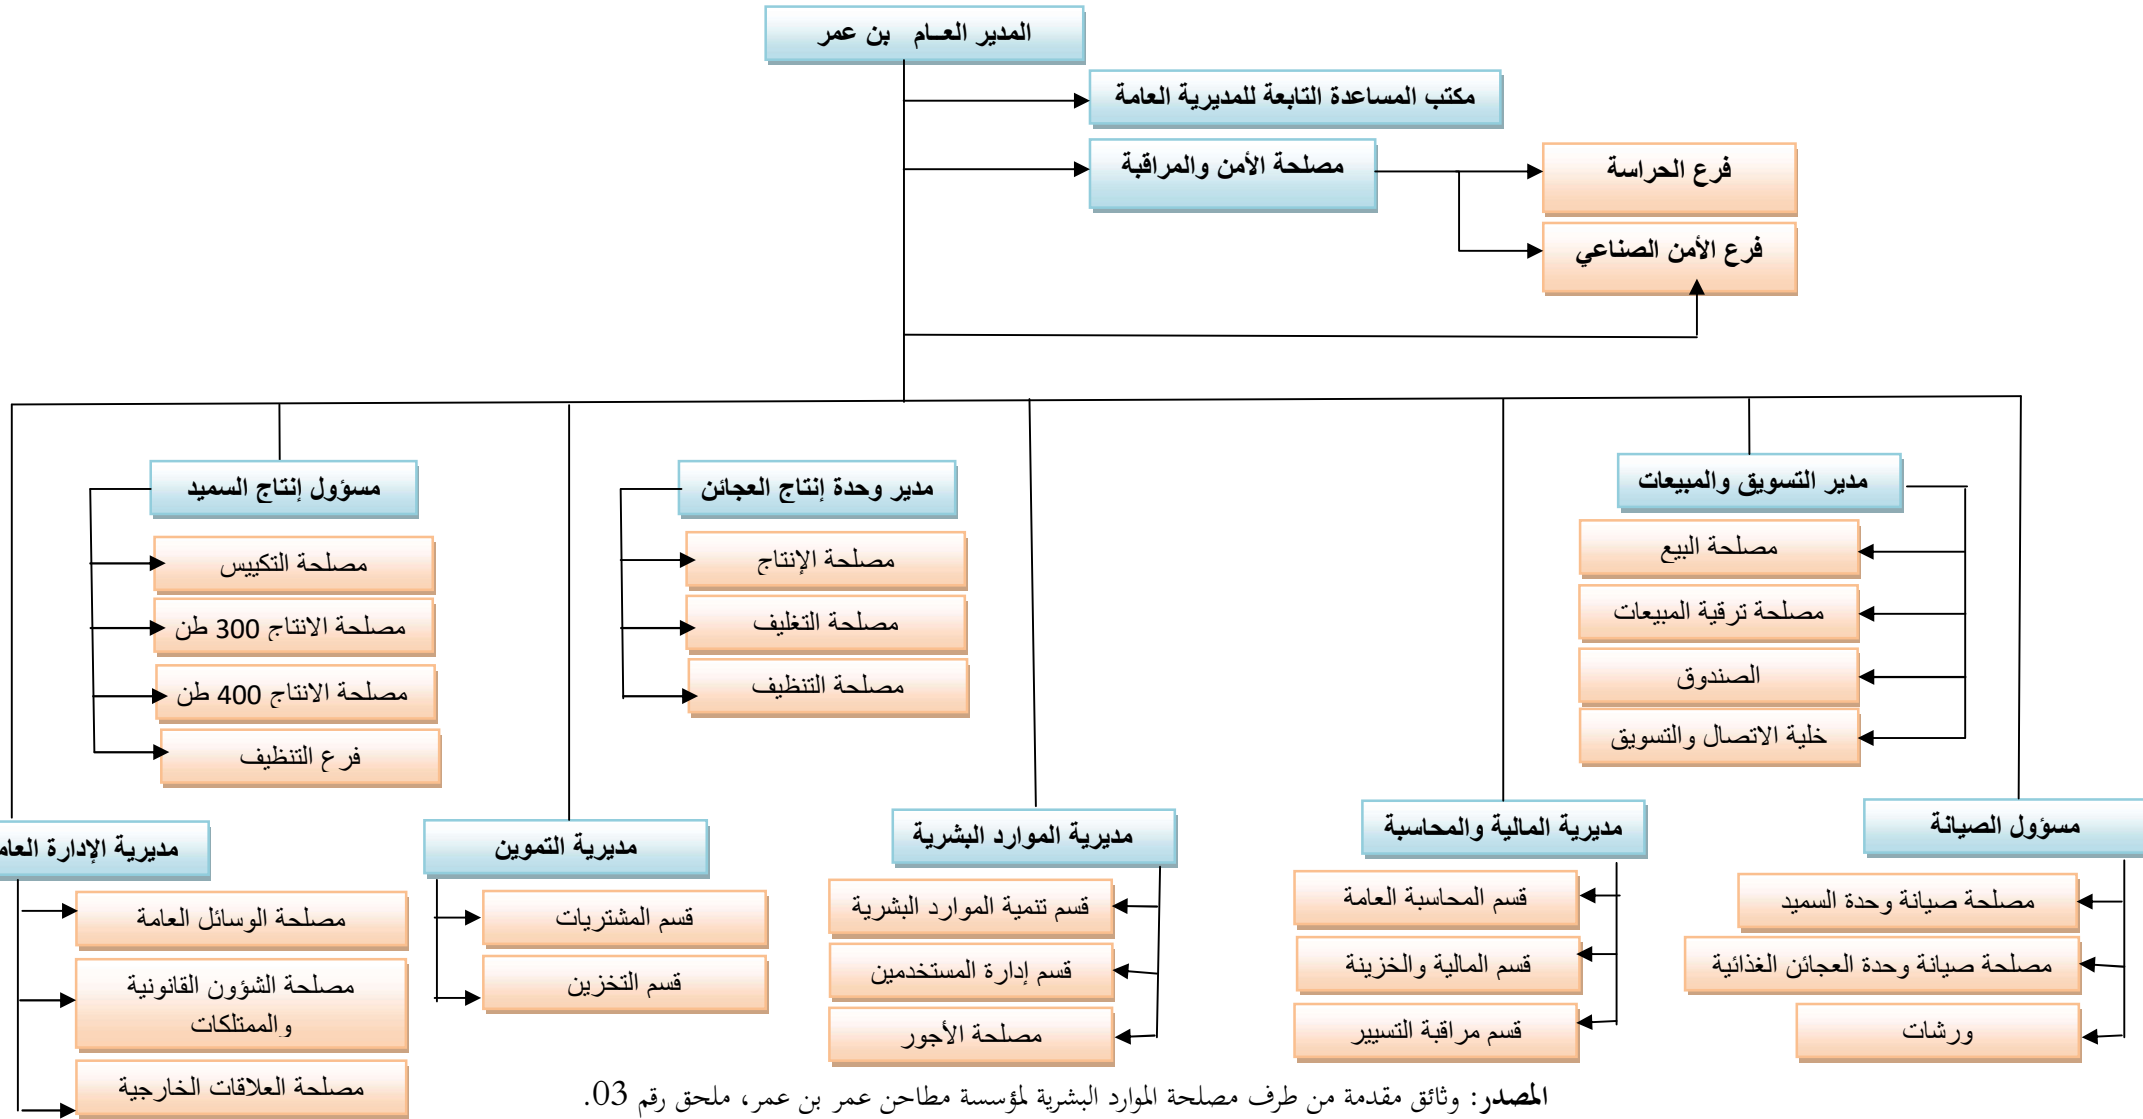 المدير العــام بن عمر
مكتب المساعدة التابعة للمديرية العامة
مصلحة الأمن والمراقبة
فرع الحراسة
فرع الأمن الصناعي
مدير التسويق والمبيعات
مصلحة البيع
مصلحة ترقية المبيعات
الصندوق
خلية الاتصال والتسويق
مدير وحدة إنتاج العجائن
مصلحة الإنتاج
مصلحة التغليف
مصلحة التنظيف
مسؤول إنتاج السميد
مصلحة التكييس
مصلحة الانتاج 300 طن
مصلحة الانتاج 400 طن
فرع التنظيف
مسؤول الصيانة
مصلحة صيانة وحدة السميد
مصلحة صيانة وحدة العجائن الغذائية
ورشات
مديرية المالية والمحاسبة
قسم المحاسبة العامة
قسم المالية والخزينة
قسم مراقبة التسيير
مديرية الموارد البشرية
قسم تنمية الموارد البشرية
قسم إدارة المستخدمين
مصلحة الأجور
مديرية التموين
قسم المشتريات
قسم التخزين
مديرية الإدارة
مصلحة الوسائل العامة
مصلحة الشؤون القانونية
والممتلكات
مصلحة العلاقات الخارجية
المصدر: وثائق مقدمة من طرف مصلحة الموارد البشرية لمؤسسة مطاحن عمر بن عمر، ملحق رقم 03.